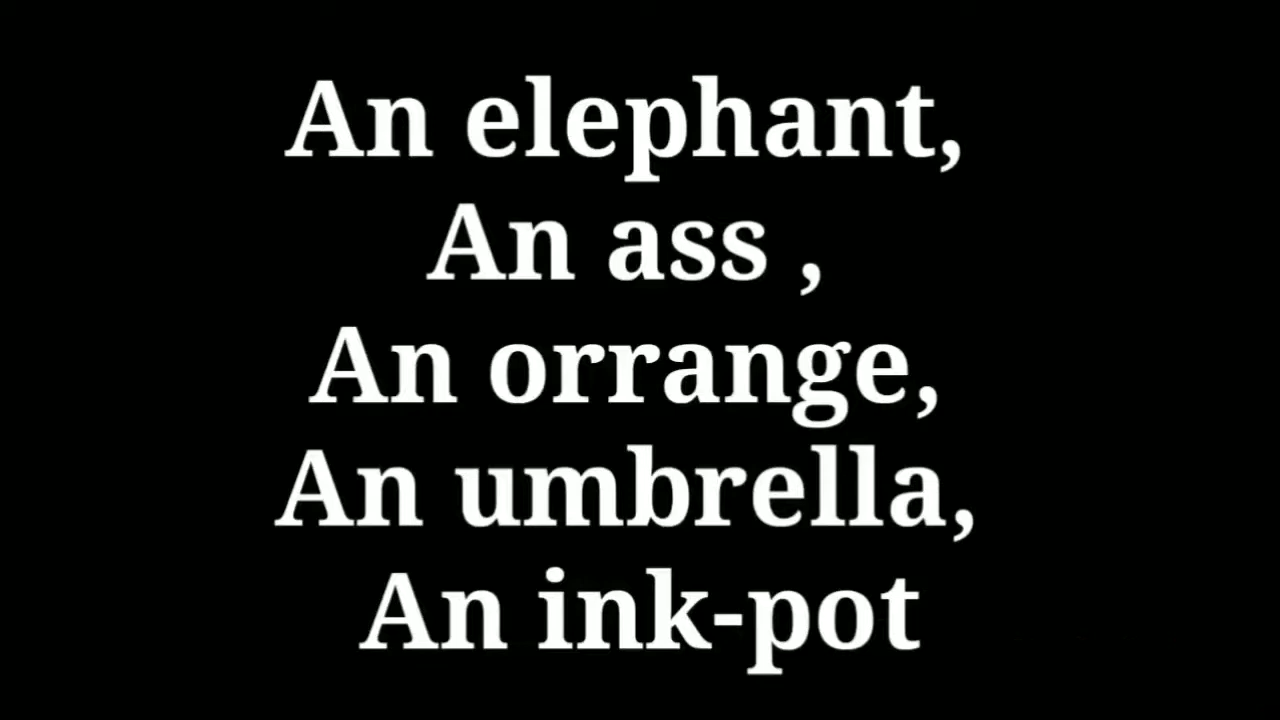 An elephant,
An ass ,
An orrange,
An umbrella,
An ink-pot